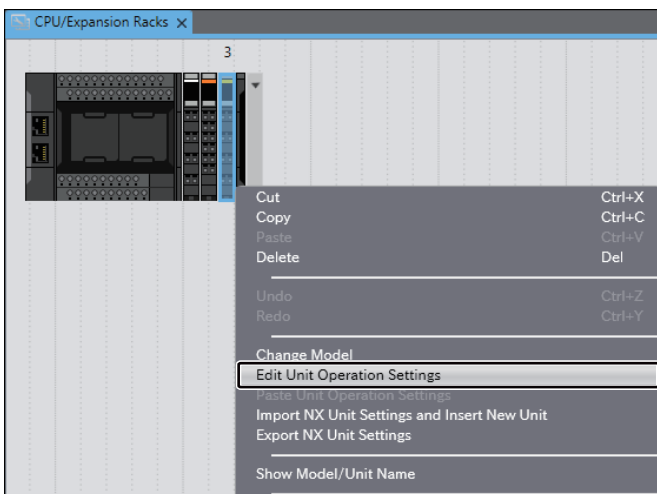 CPU/Expansion Racks
3
Cut Ctrl+X
Copy Ctrl+C
Paste Ctrl+V
Delete Del
Undo Ctrl+Z
Redo Ctrl+Y
Change Model
Edit Unit Operation Settings
Paste Unit Operation Settings
Import NX Unit Settings and Insert New Unit
Export NX Unit Settings
Show Model/Unit Name